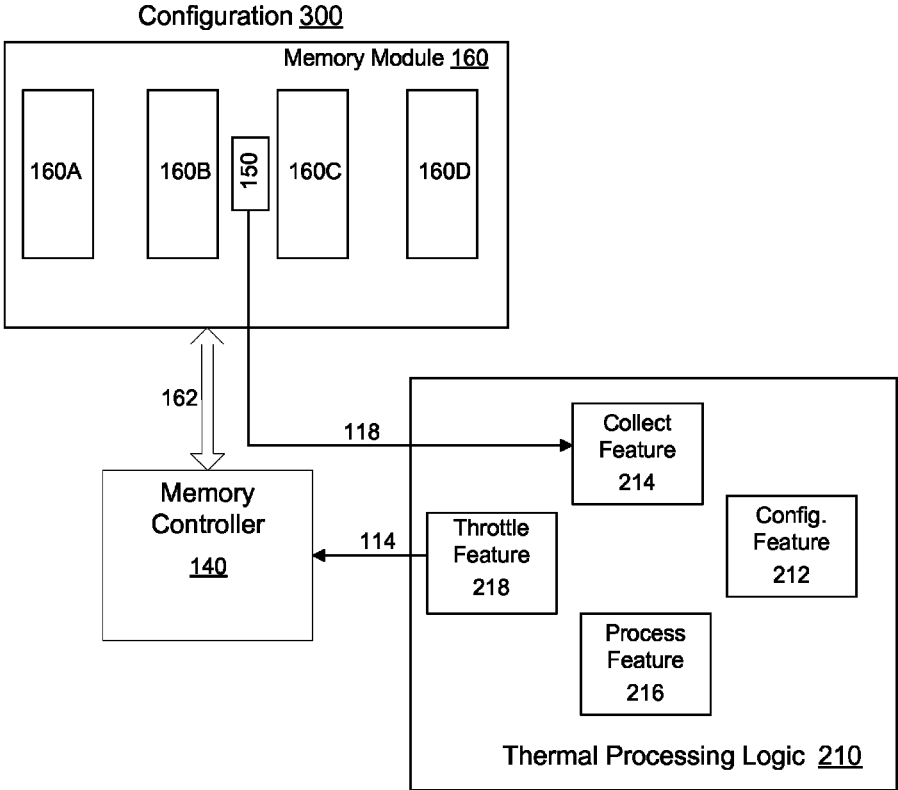 Configuration 300
Memory Module 160
160A
160B
150
160C
160D
162
118
Collect
Feature
214
Memory
Controller
140
114
Throttle
Feature
218
Config.
Feature
212
Process
Feature
216
Thermal Processing Logic 210